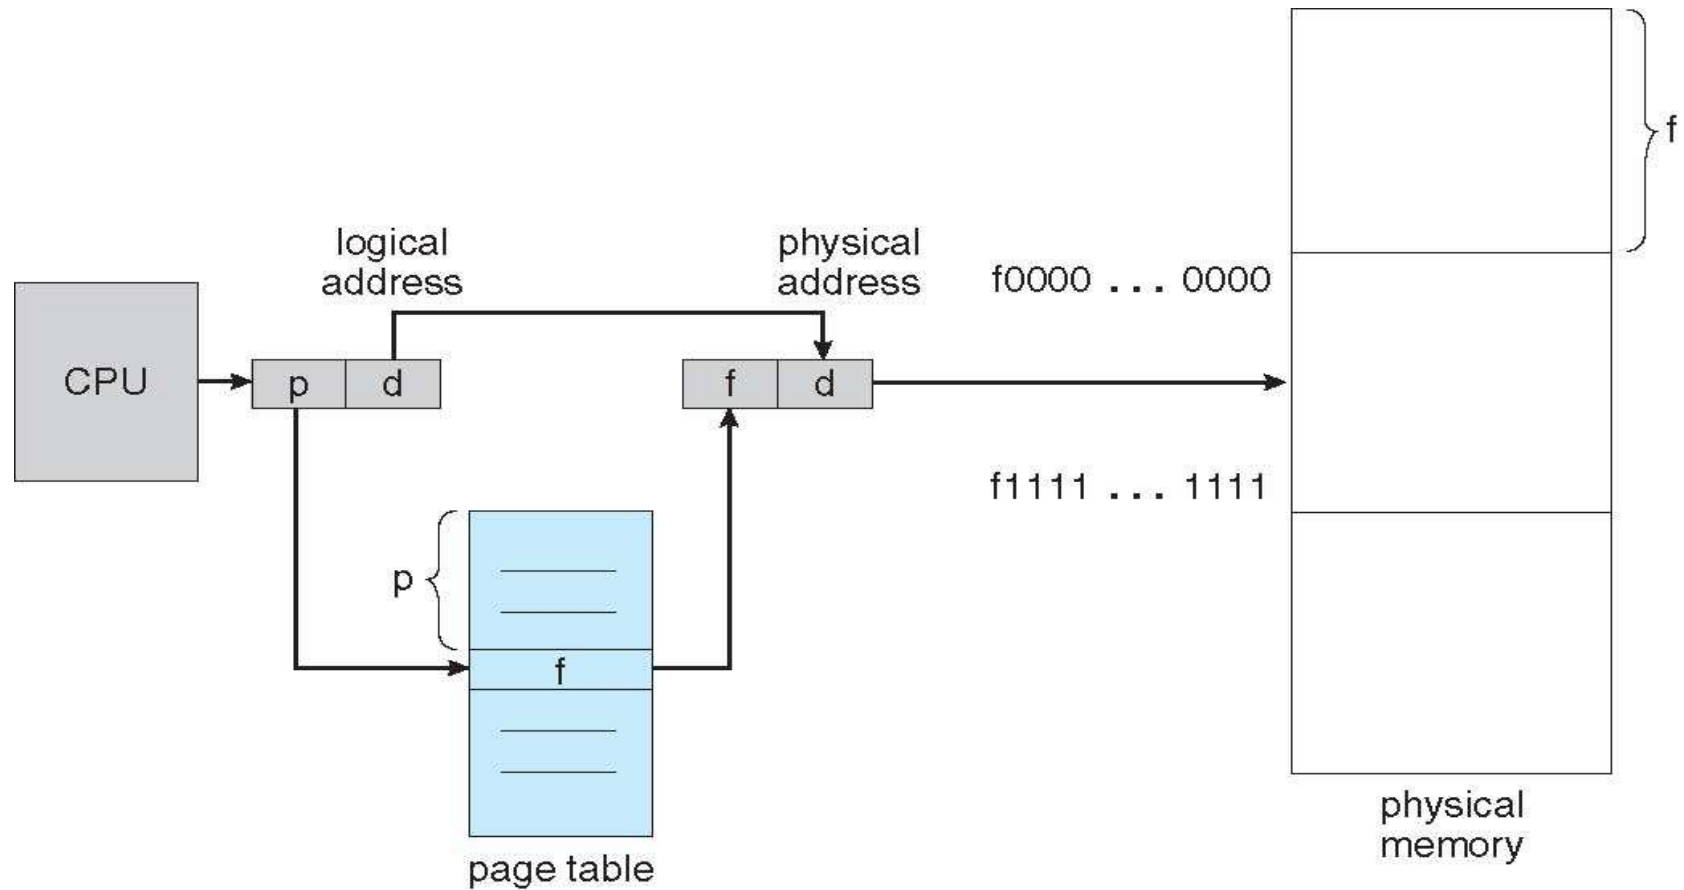 f
logical
address
physical
address
f0000 ... 0000
CPU
p
d
f
d
f1111 ... 1111
p
f
page table
physical
memory